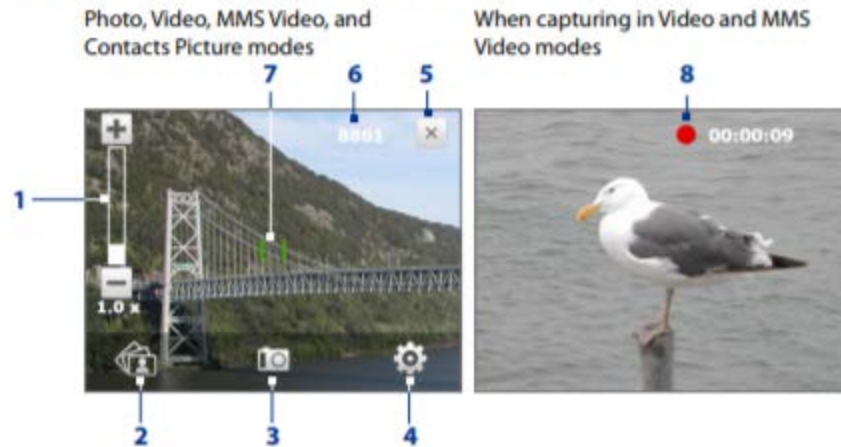 Photo, Video, MMS Video, and
Contacts Picture modes
When capturing in Video and MMS
Video modes
7
6
5
8
8861
00:00:09
1
1.0 x
2
3
4